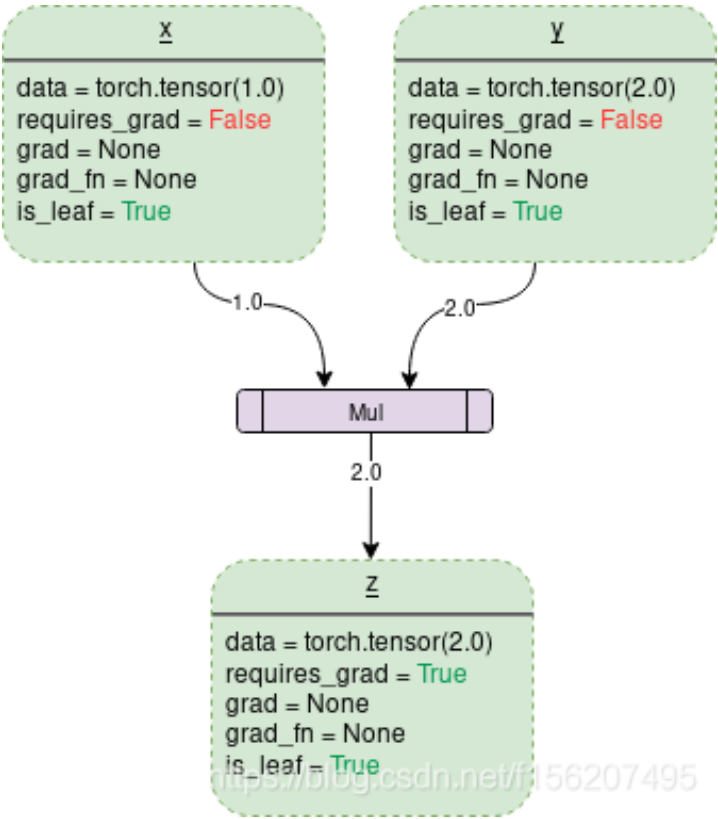 x
data = torch.tensor(1.0)
requires_grad = False
grad = None
grad_fn = None
is_leaf = True
y
data = torch.tensor(2.0)
requires_grad = False
grad = None
grad_fn = None
is_leaf = True
1.0
2.0
Mul
2.0
z
data = torch.tensor(2.0)
requires_grad = True
grad = None
grad_fn = None
is_leaf = True
https://blog.csdn.net/f156207495